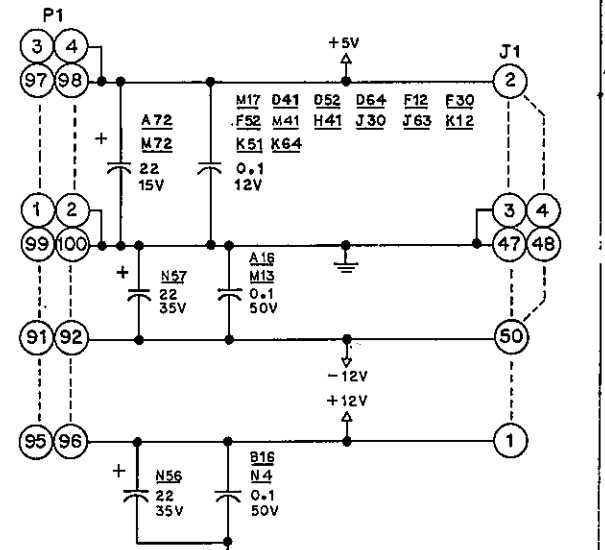 P1
J1
3 4
+5V
97 98
2
M17 D41 D52 D64 F12 F30
F52 M41 H41 J30 J63 K12
K51 K64
0.1
12V
A72
M72
+
22
15V
1 2
99 100
3 4
47 48
+
N57
22
35V
A16
M13
0.1
50V
91 92
50
-12V
+12V
95 96
1
+
N56
22
35V
B16
N4
0.1
50V